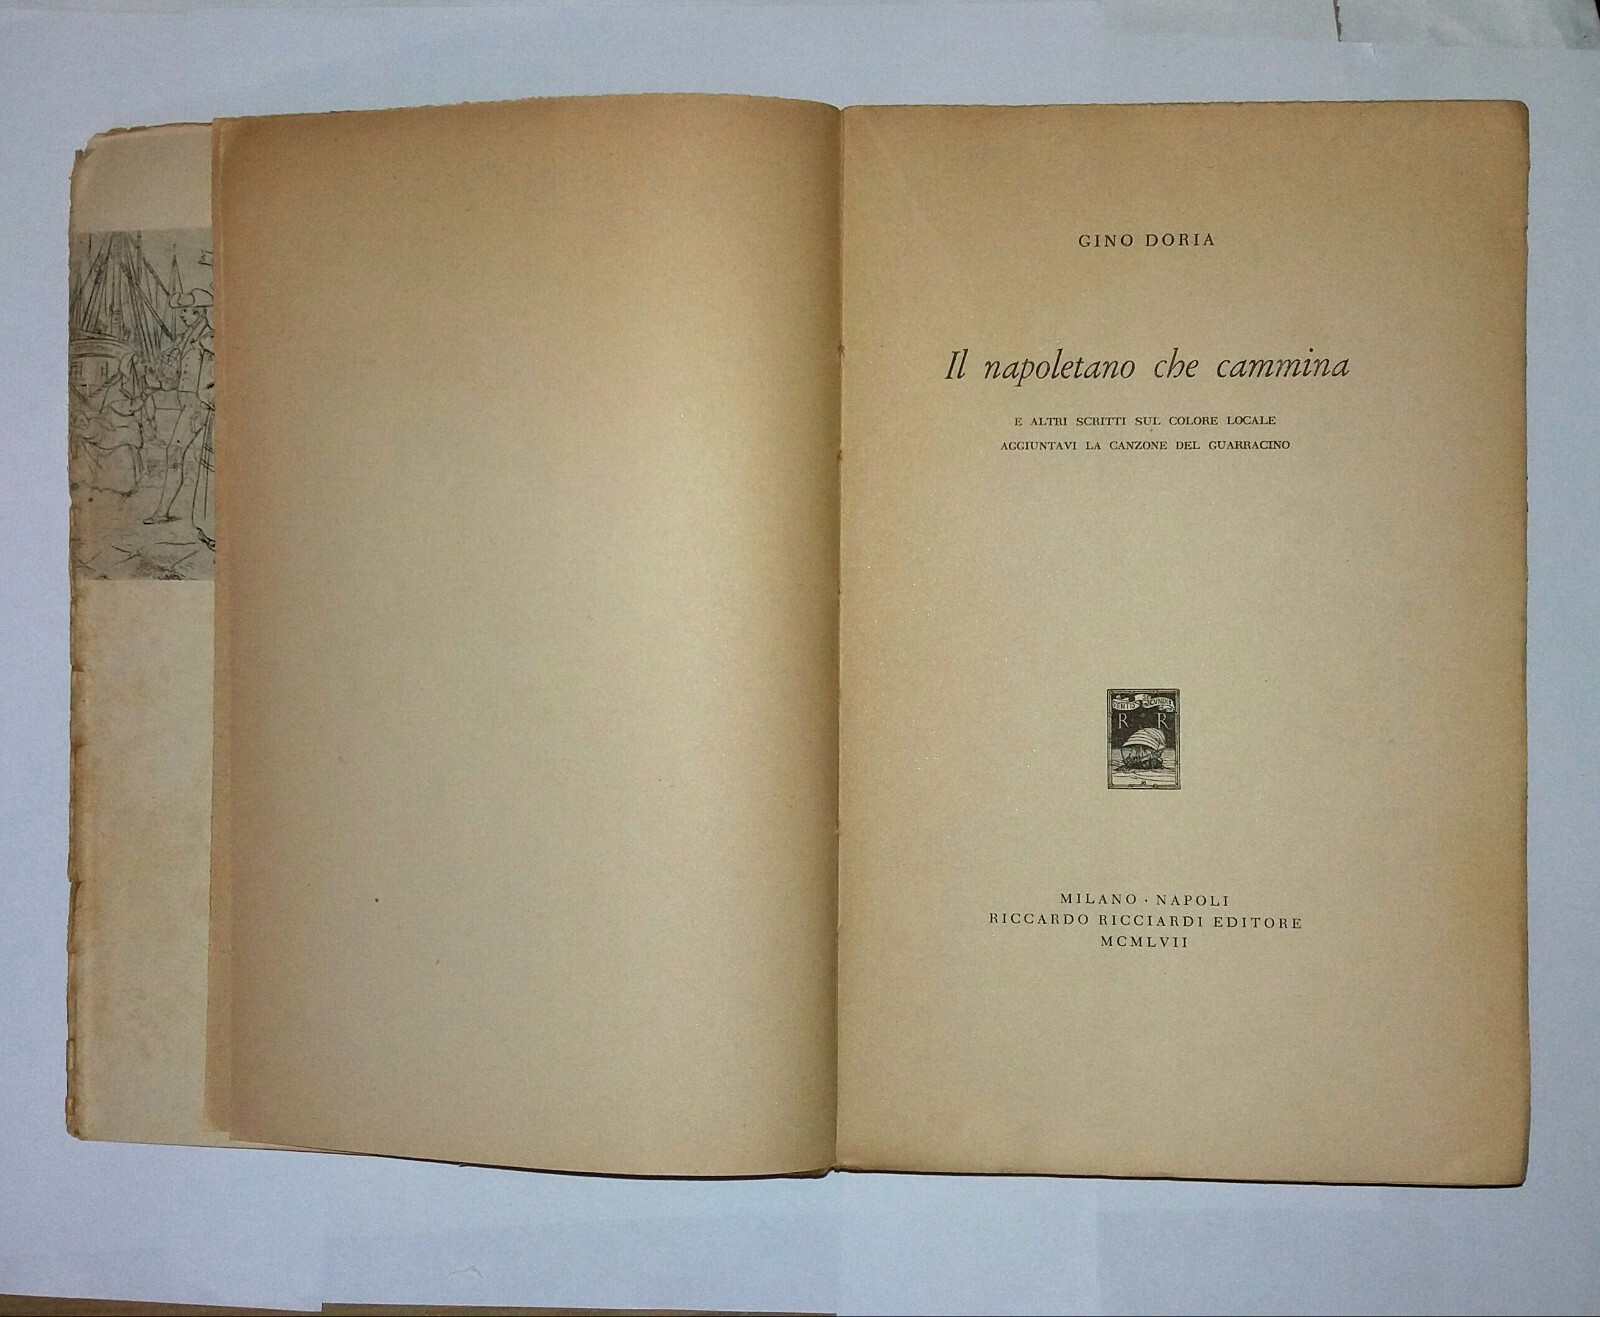 GINO DORIA
Il napoletano che cammina
E ALTRI SCRITTI SUL COLORE LOCALE
AGGIUNTAVI LA CANZONE DEL GUARRACINO
R R
MILANO · NAPOLI
RICCARDO RICCIARDI EDITORE
MCMLVII